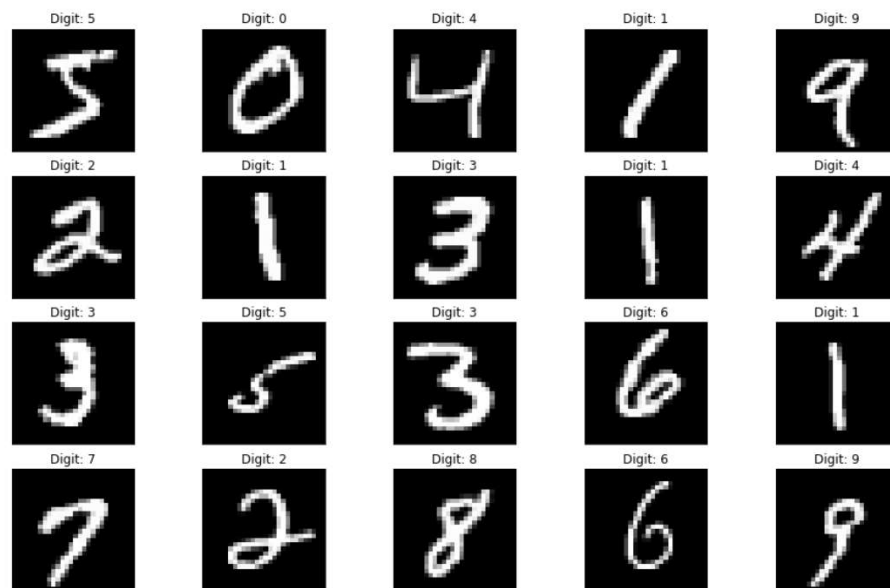 Digit: 5 Digit: 0 Digit: 4 Digit: 1 Digit: 9
5 0 4 1 9
Digit: 2 Digit: 1 Digit: 3 Digit: 1 Digit: 4
2 1 3 1 4
Digit: 3 Digit: 5 Digit: 3 Digit: 6 Digit: 1
3 5 3 6 1
Digit: 7 Digit: 2 Digit: 8 Digit: 6 Digit: 9
7 2 8 6 9